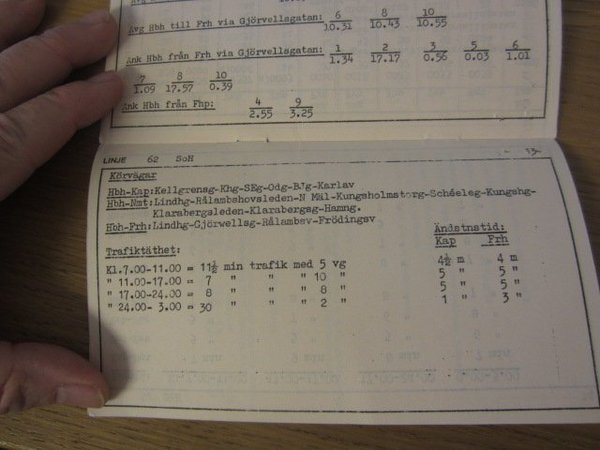 Avg Hbh till Frh via Gjörvellsgatan: 6 8 10
10.31 10.43 10.55
Ank Hbh från Frh via Gjörvellsgatan: 1 2 3 5 6
1.34 17.17 0.56 0.03 1.01
7 8 10
1.09 17.57 0.39
Ank Hbh från Fhp: 4 9
2.55 3.25
LINJE 62 SoH
Körvägar
Hbh-Kap: Kellgrensg-Khg-SEg-Odg-BJg-Karlav
Hbh-Nmt: Lindhg-Rålambshovsleden-N Mäl-Kungsholmstorg-Scheeleg-Kungshg-
Klarabergsleden-Klarabergsg-Hamng.
Hbh-Frh: Lindhg-Gjörwellsg-Rålambsv-Frödingsv
Ändstnstid:
Trafiktäthet: Kap Frh
Kl.7.00-11.00 = 11½ min trafik med 5 vg 4½ m 4 m
" 11.00-17.00 = 7 " " " 10 " 5 " 5 "
" 17.00-24.00 = 8 " " " 8 " 5 " 5 "
" 24.00- 3.00 = 30 " " " 2 " 1 " 3 "